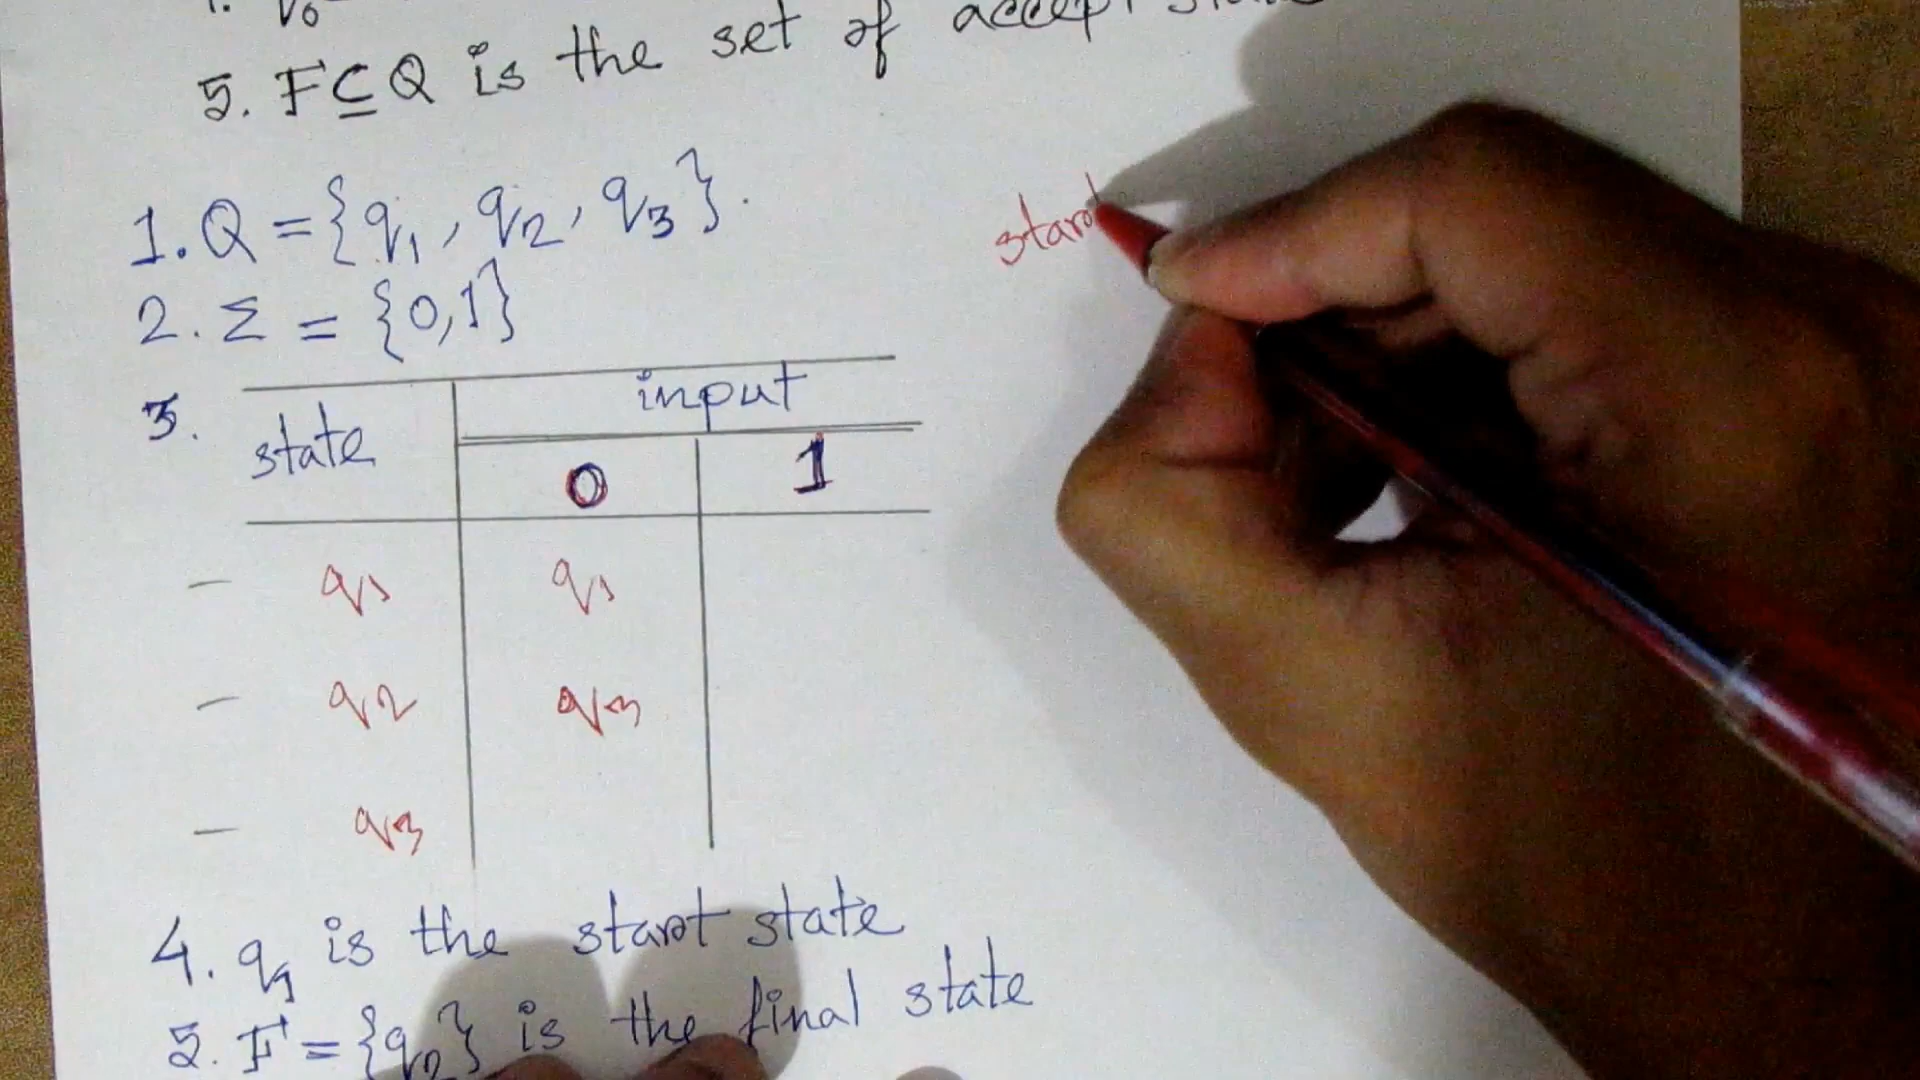 5. F ⊆ Q is the set of accept
1. Q = {q1, q2, q3}.
2. Σ = {0,1}
3.
state input
0 1
- q1 q1
- q2 q3
- q3
4. q1 is the start state
5. F = {q2} is the final state
start